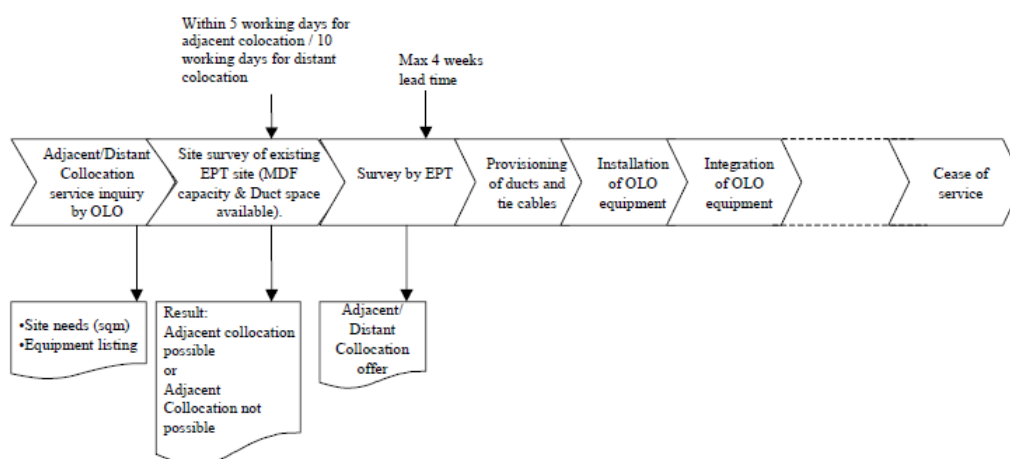 Within 5 working days for
adjacent colocation / 10
working days for distant
colocation
Max 4 weeks
lead time
Adjacent/Distant
Collocation
service inquiry
by OLO
Site survey of existing
EPT site (MDF
capacity & Duct space
available).
Survey by EPT
Provisioning
of ducts and
tie cables
Installation
of OLO
equipment
Integration
of OLO
equipment
Cease of
service
•Site needs (sqm)
•Equipment listing
Result:
Adjacent collocation
possible
or
Adjacent
Collocation not
possible
Adjacent/
Distant
Collocation
offer